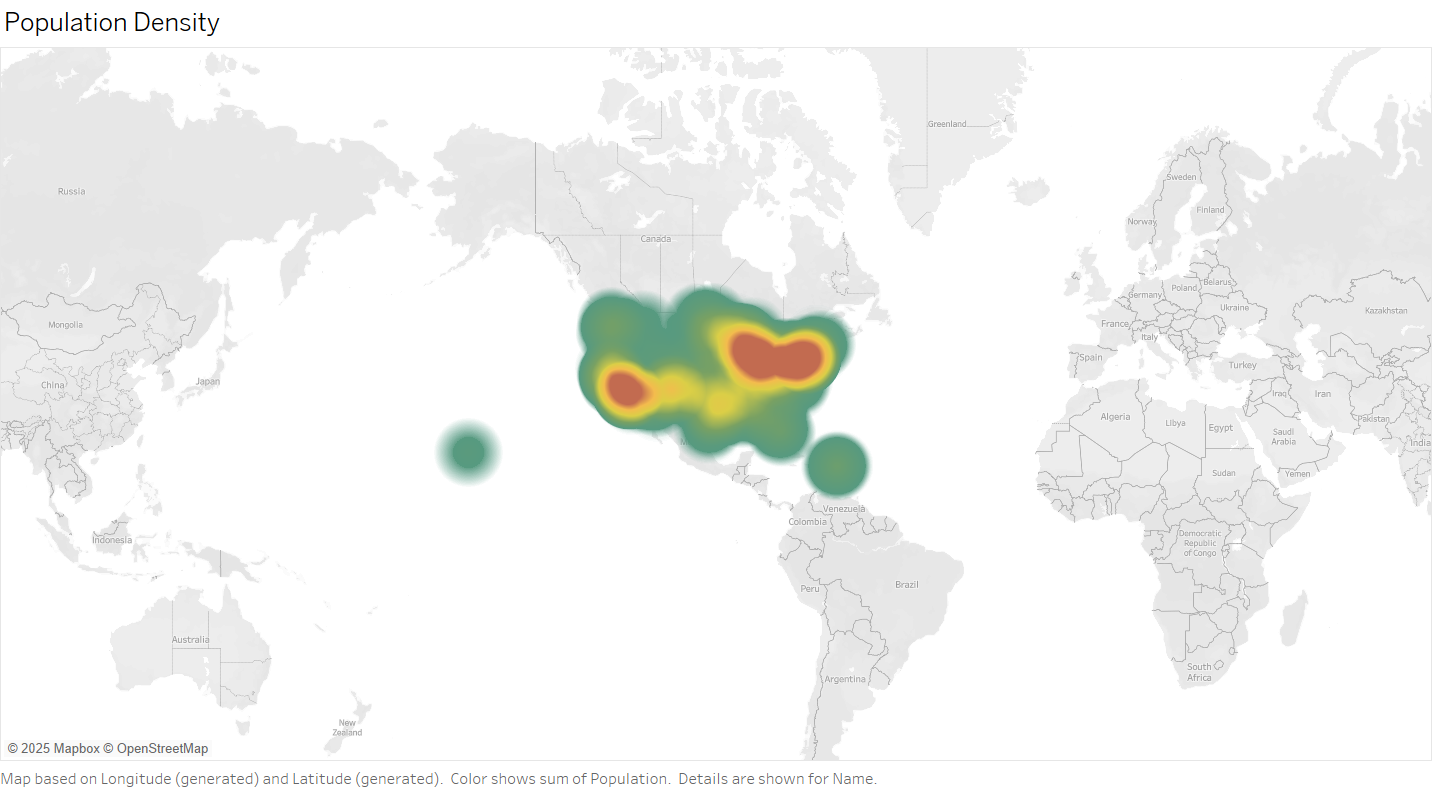 Population Density
Greenland
Russia
Sweden
Finland
Norway
Canada
Belarus
Poland
Germany
Ukraine
Kazakhstan
Mongolia
France
Italy
Spain
Turkey
Japan
China
Iraq
Iran
Algeria
Libya
Egypt
Pakistan
Saudi
Arabia
India
Sudan
Yemen
Venezuela
Colombia
Indonesia
Democratic
Republic
of Congo
Peru
Brazil
Australia
South
Africa
Argentina
New
Zealand
© 2025 Mapbox © OpenStreetMap
Map based on Longitude (generated) and Latitude (generated). Color shows sum of Population. Details are shown for Name.